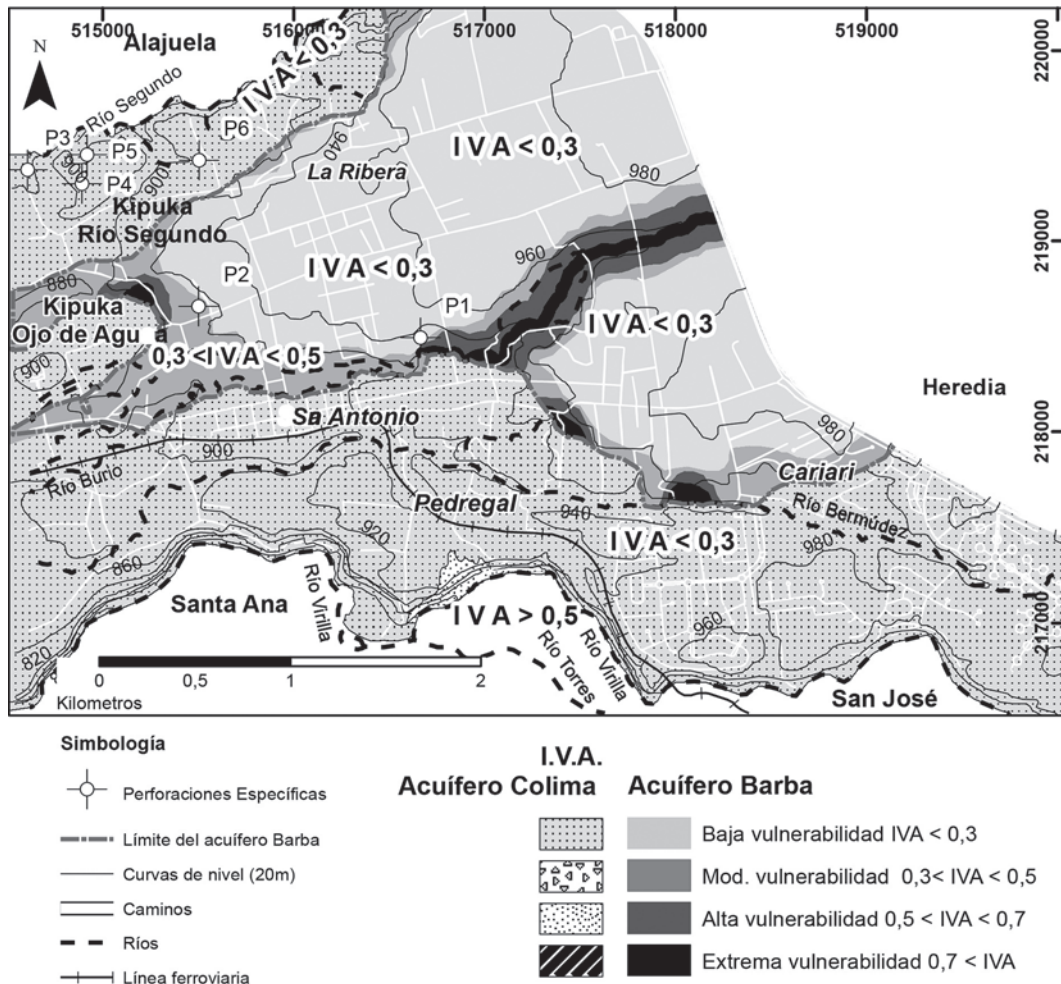 515000 516000 517000 518000 519000
220000
219000
218000
217000
N
Alajuela
Río Segundo
I V A < 0,3
P3
P5
P6
P4
900
900
940
La Ribera
I V A < 0,3
980
Kipuka
Río Segundo
880
P2
I V A < 0,3
960
P1
I V A < 0,3
Kipuka
Ojo de Agua
0.3 <I V A < 0,5
900
Heredia
San Antonio
980
Cariari
900
Río Burio
Pedregal
940
Río Bermúdez
I V A < 0,3
980
920
860
Santa Ana
Río Virilla
I V A > 0,5
Río Torres
Río Virilla
960
820
San José
0 0,5 1 2
Kilometros
Simbología
Perforaciones Específicas
Límite del acuífero Barba
Curvas de nivel (20m)
Caminos
Ríos
Línea ferroviaria
I.V.A.
Acuífero Colima Acuífero Barba
Baja vulnerabilidad IVA < 0,3
Mod. vulnerabilidad 0,3< IVA < 0,5
Alta vulnerabilidad 0,5 < IVA < 0,7
Extrema vulnerabilidad 0,7 < IVA